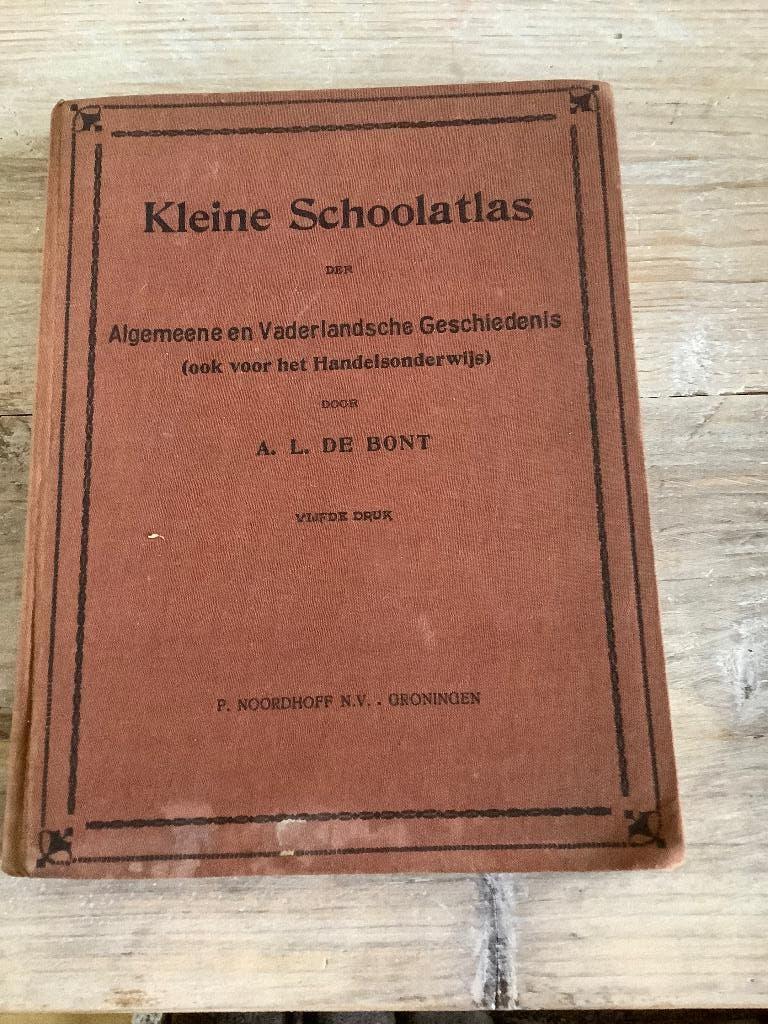 Kleine Schoolatlas
DER
Algemeene en Vaderlandsche Geschiedenis
(ook voor het Handelsonderwijs)
DOOR
A. L. DE BONT
VIJFDE DRUK
P. NOORDHOFF N.V. . GRONINGEN